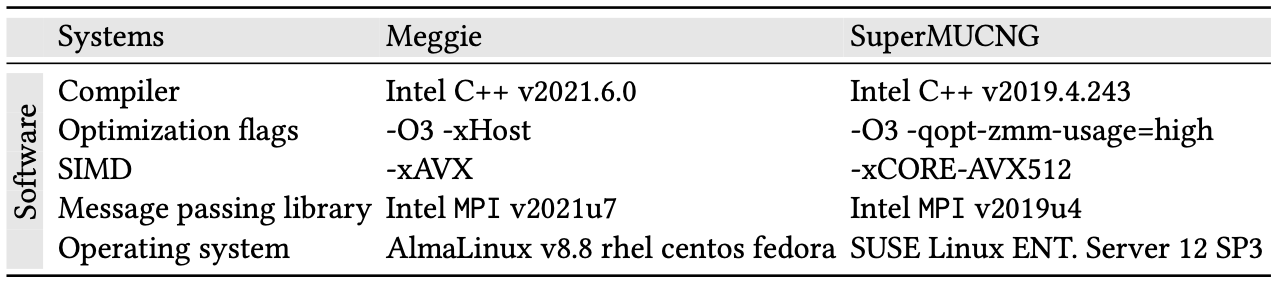 Systems Meggie SuperMUCNG
Software
Compiler Intel C++ v2021.6.0 Intel C++ v2019.4.243
Optimization flags -O3 -xHost -O3 -qopt-zmm-usage=high
SIMD -xAVX -xCORE-AVX512
Message passing library Intel MPI v2021u7 Intel MPI v2019u4
Operating system AlmaLinux v8.8 rhel centos fedora SUSE Linux ENT. Server 12 SP3